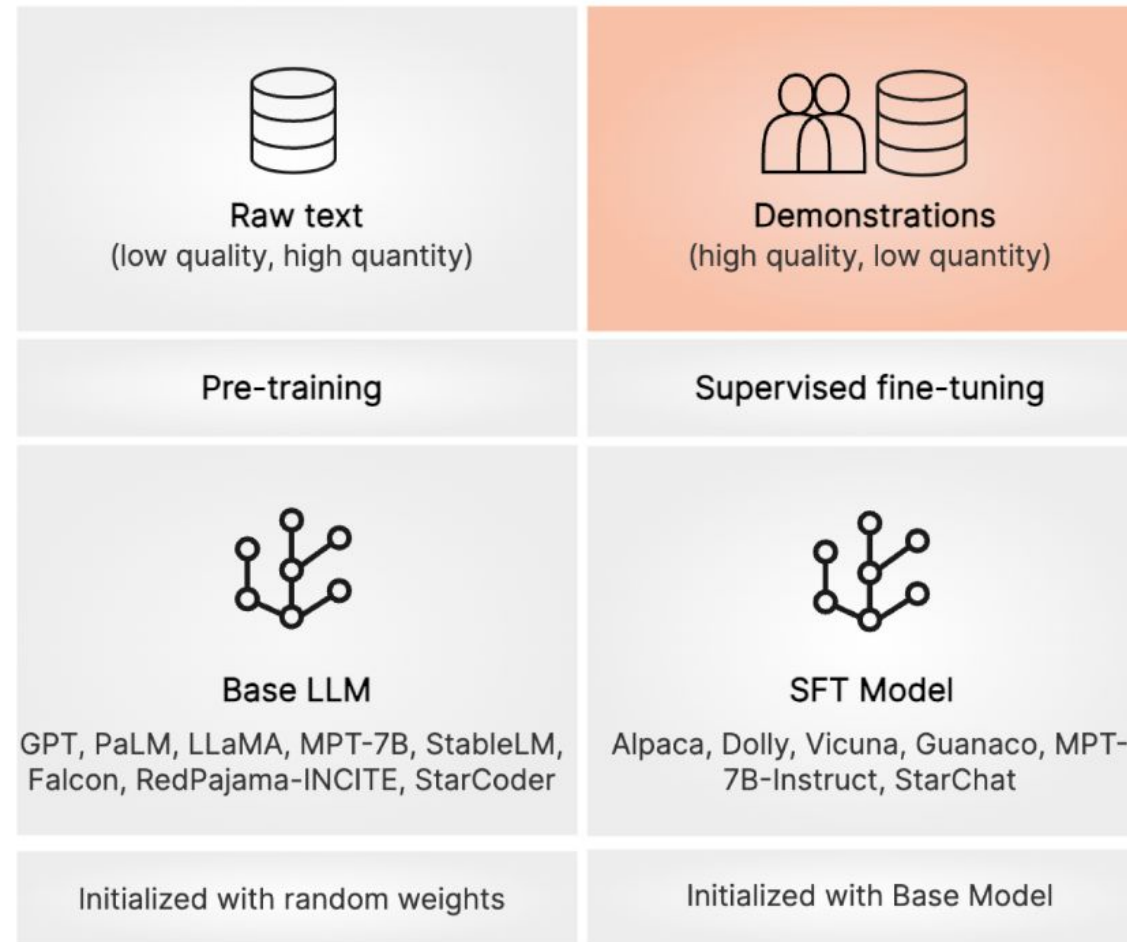 Raw text
(low quality, high quantity)
Demonstrations
(high quality, low quantity)
Pre-training
Supervised fine-tuning
Base LLM
GPT, PaLM, LLaMA, MPT-7B, StableLM,
Falcon, RedPajama-INCITE, StarCoder
SFT Model
Alpaca, Dolly, Vicuna, Guanaco, MPT-
7B-Instruct, StarChat
Initialized with random weights
Initialized with Base Model